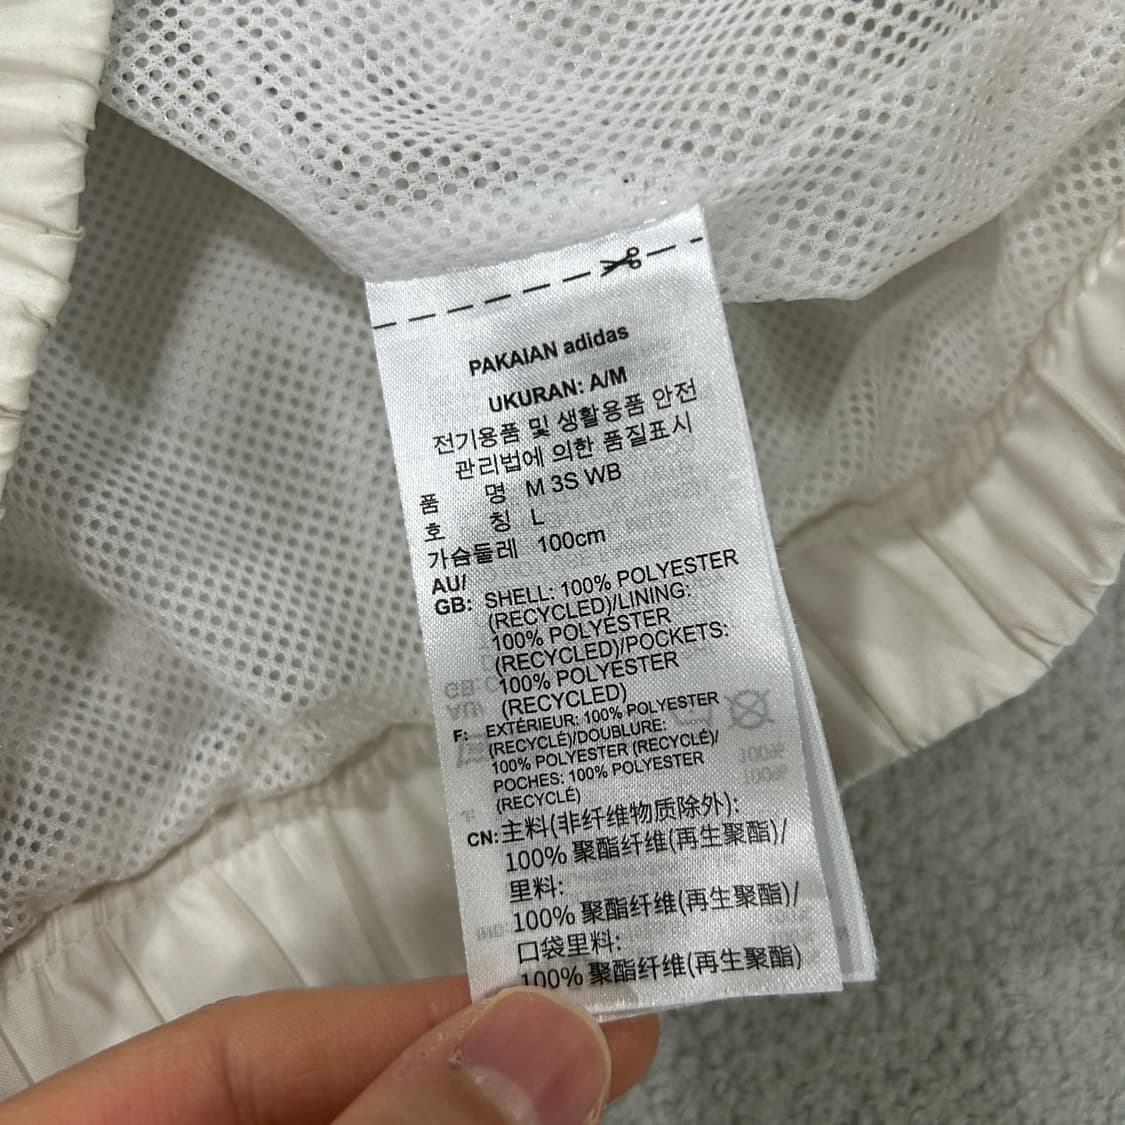 PAKAIAN adidas
UKURAN: A/M
전기용품 및 생활용품 안전
관리법에 의한 품질표시
품 명 M 3S WB
호 칭 L
가슴둘레 100cm
AU/
GB: SHELL: 100% POLYESTER
(RECYCLED)/LINING:
100% POLYESTER
(RECYCLED)/POCKETS:
100% POLYESTER
(RECYCLED)
F: EXTÉRIEUR: 100% POLYESTER
(RECYCLÉ)/DOUBLURE:
100% POLYESTER (RECYCLÉ)/
POCHES: 100% POLYESTER
(RECYCLÉ)
CN: 主料(非纤维物质除外):
100% 聚酯纤维(再生聚酯)/
里料:
100% 聚酯纤维(再生聚酯)/
口袋里料:
100% 聚酯纤维(再生聚酯)